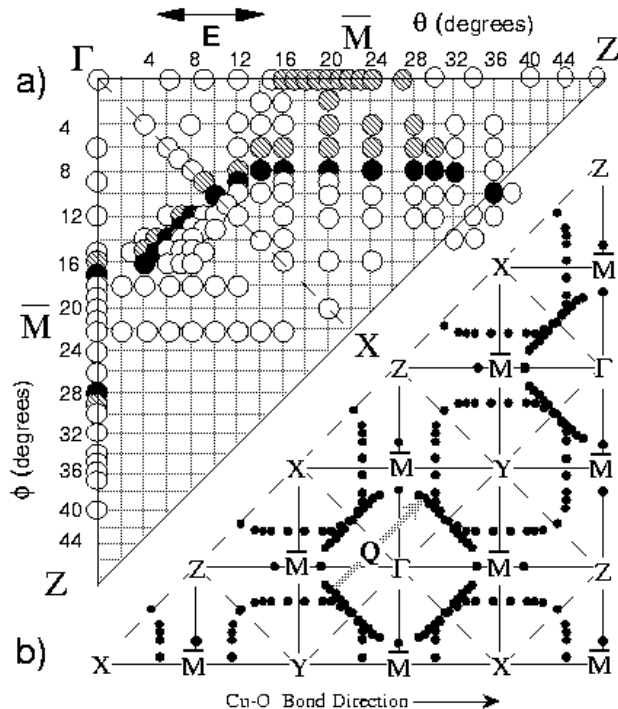 E M̅ θ (degrees)
Γ 4 8 12 16 20 24 28 32 36 40 44 Z
a)
4
8
12
16
M̅ 20
24
28
φ (degrees) 32
36
40
44
Z
X
Z
X M̅
Z M̅ Γ
X M̅ Y M̅
Z M̅ Q Γ M̅ Z
b) X M̅ Y M̅ X M̅
Cu-O Bond Direction